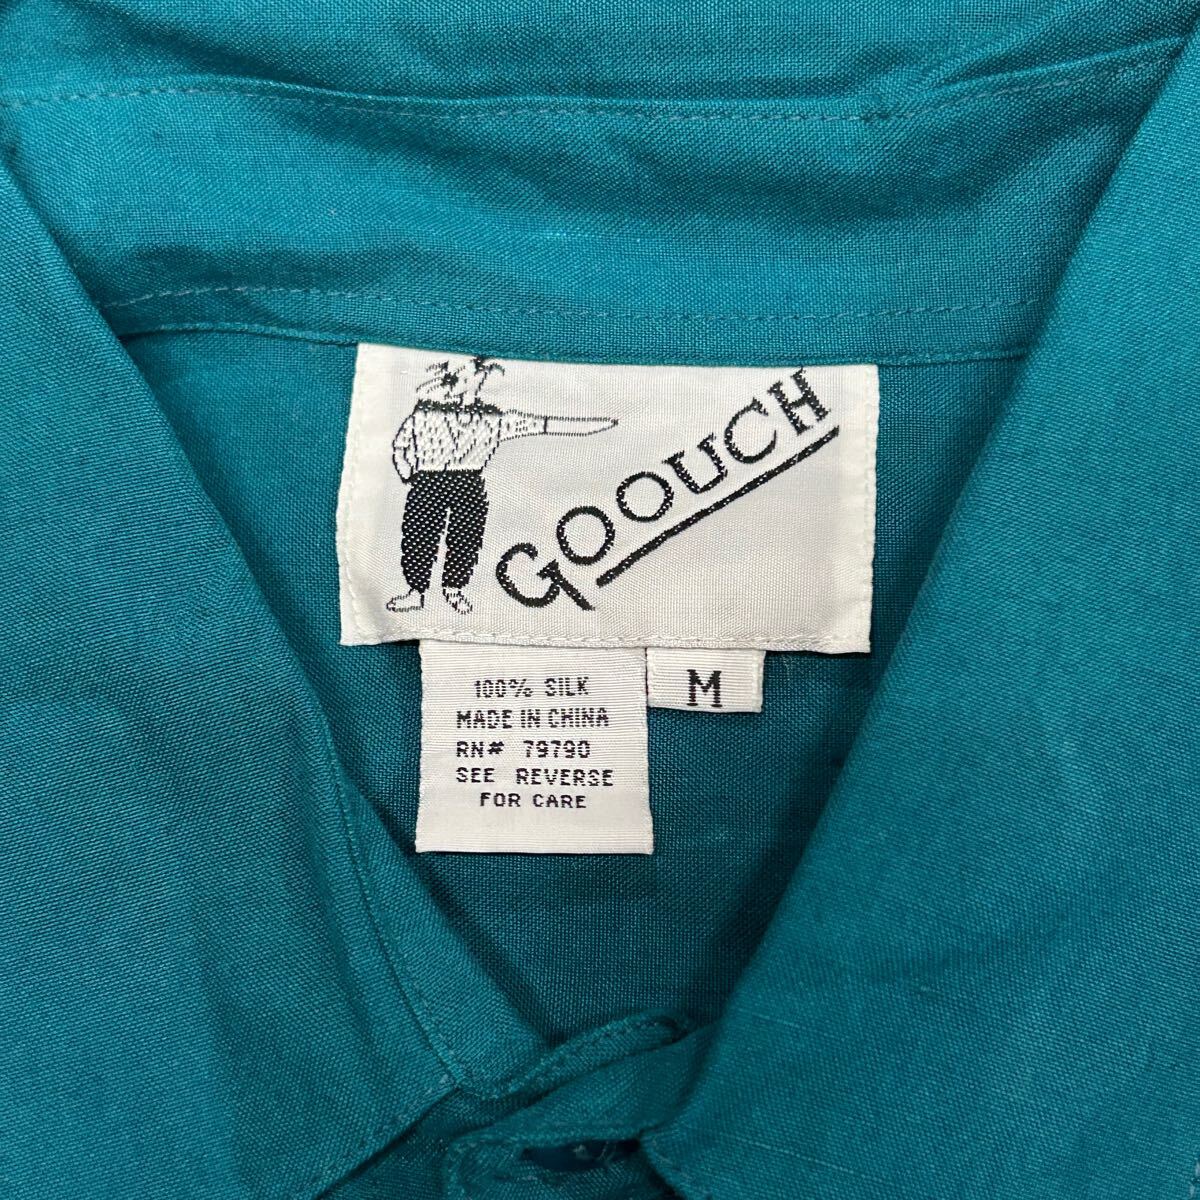 GOOUCH
100% SILK
MADE IN CHINA
RN# 79790
SEE REVERSE
FOR CARE
M